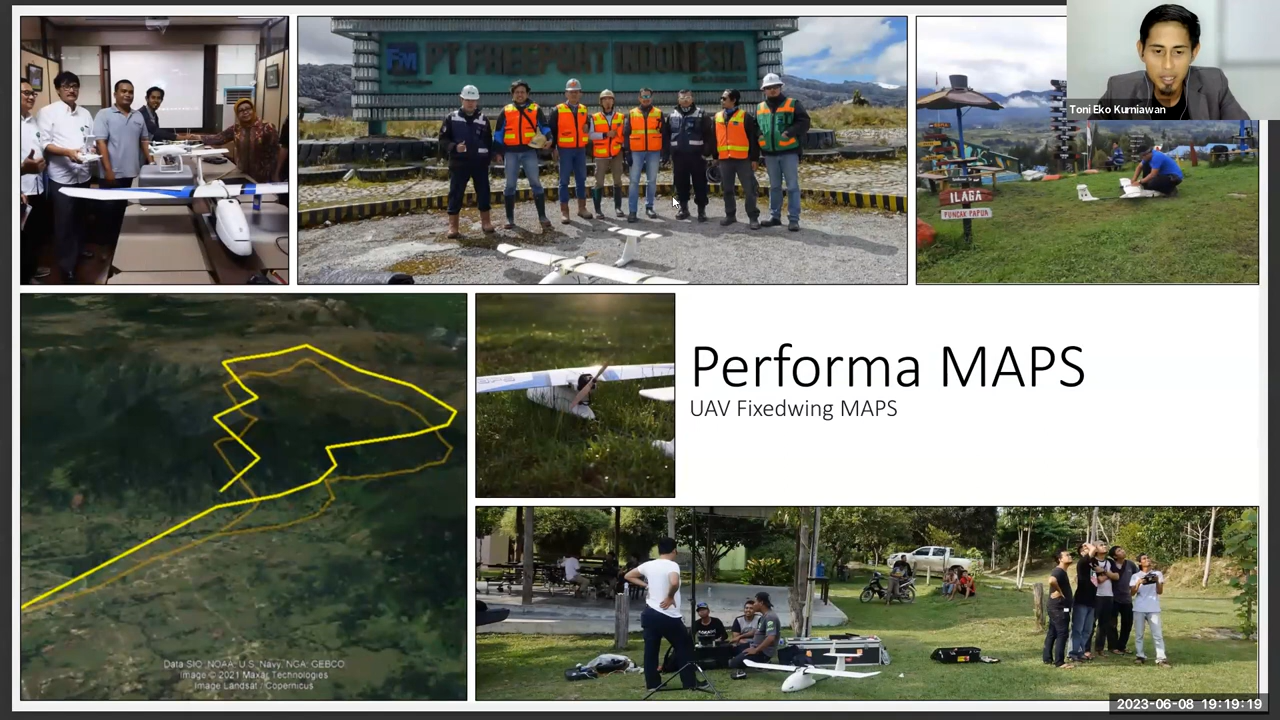 FM PT FREEPORT INDONESIA
Toni Eko Kurniawan
ILAGA
PUNCAK PAPUA
Performa MAPS
UAV Fixedwing MAPS
Data SIO, NOAA, U.S. Navy, NGA, GEBCO
Image © 2021 Maxar Technologies
Image Landsat / Copernicus
2023-06-08 19:19:19